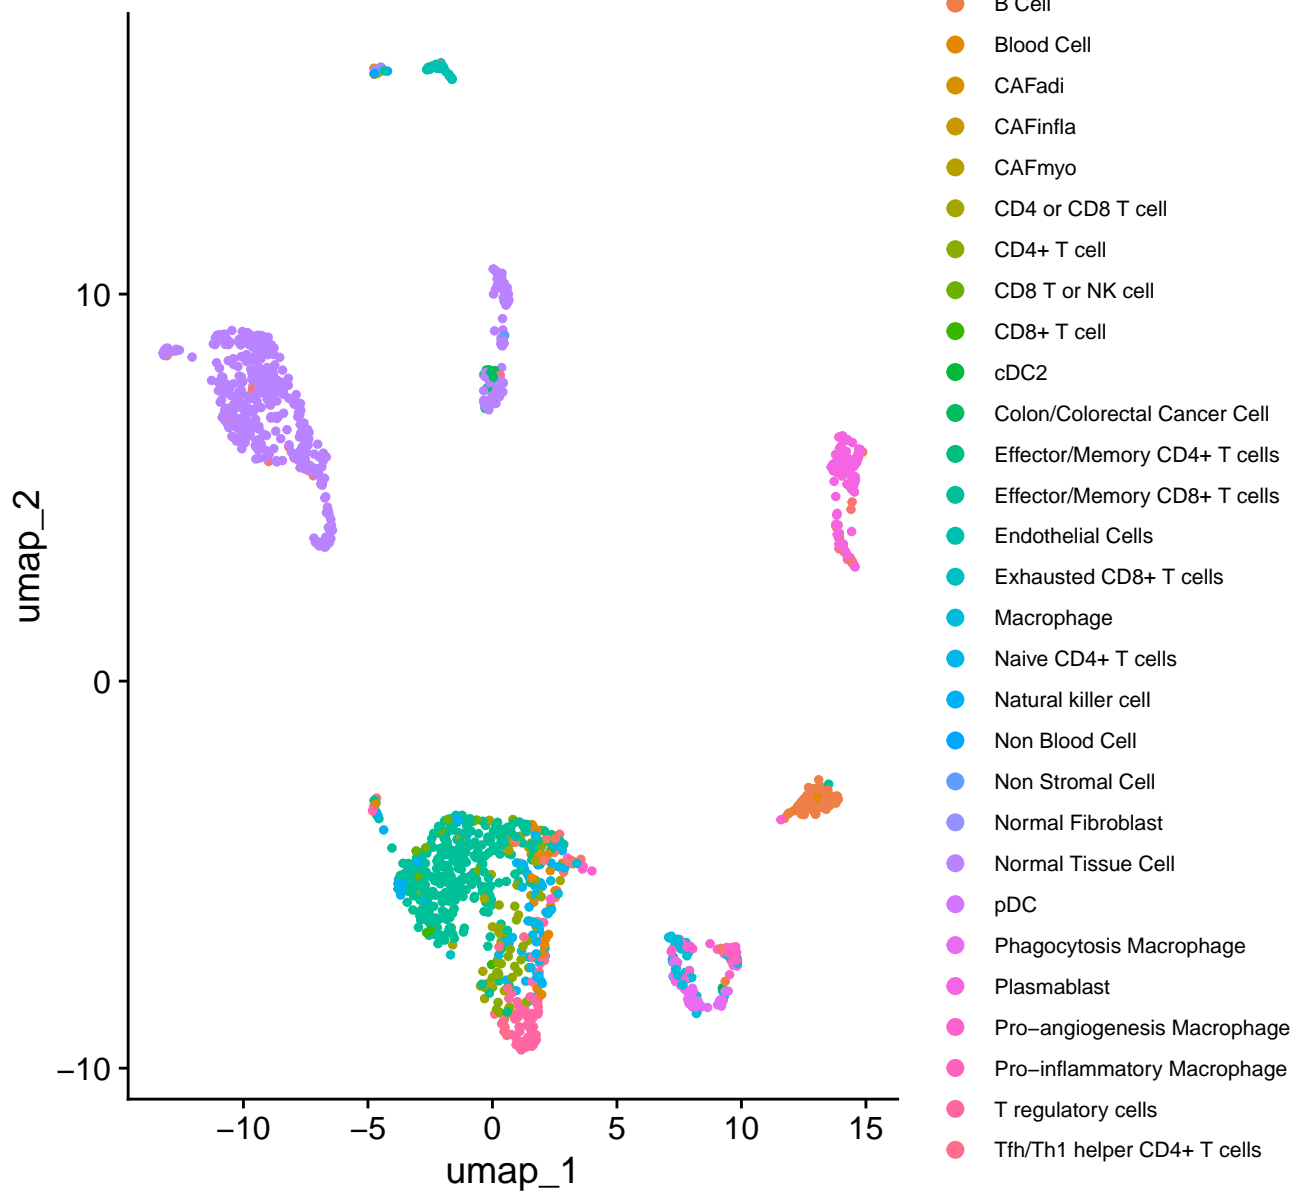 B Cell
Blood Cell
CAFadi
CAFinfla
CAFmyo
CD4 or CD8 T cell
CD4+ T cell
CD8 T or NK cell
CD8+ T cell
cDC2
Colon/Colorectal Cancer Cell
Effector/Memory CD4+ T cells
Effector/Memory CD8+ T cells
Endothelial Cells
Exhausted CD8+ T cells
Macrophage
Naive CD4+ T cells
Natural killer cell
Non Blood Cell
Non Stromal Cell
Normal Fibroblast
Normal Tissue Cell
pDC
Phagocytosis Macrophage
Plasmablast
Pro−angiogenesis Macrophage
Pro−inflammatory Macrophage
T regulatory cells
Tfh/Th1 helper CD4+ T cells
10
0
−10
umap_2
−10 −5 0 5 10 15
umap_1